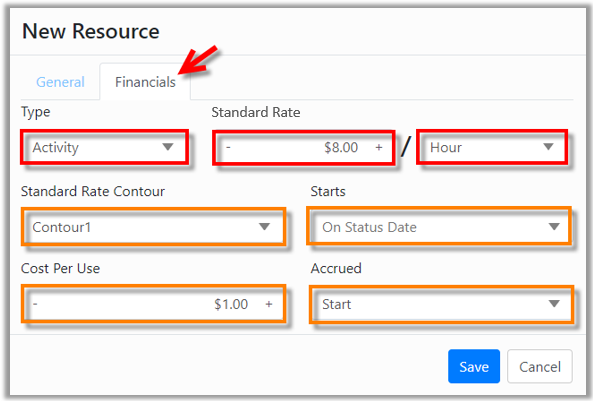 New Resource
General Financials
Type Standard Rate
Activity - $8.00 + / Hour
Standard Rate Contour Starts
Contour1 On Status Date
Cost Per Use Accrued
- $1.00 + Start
Save Cancel